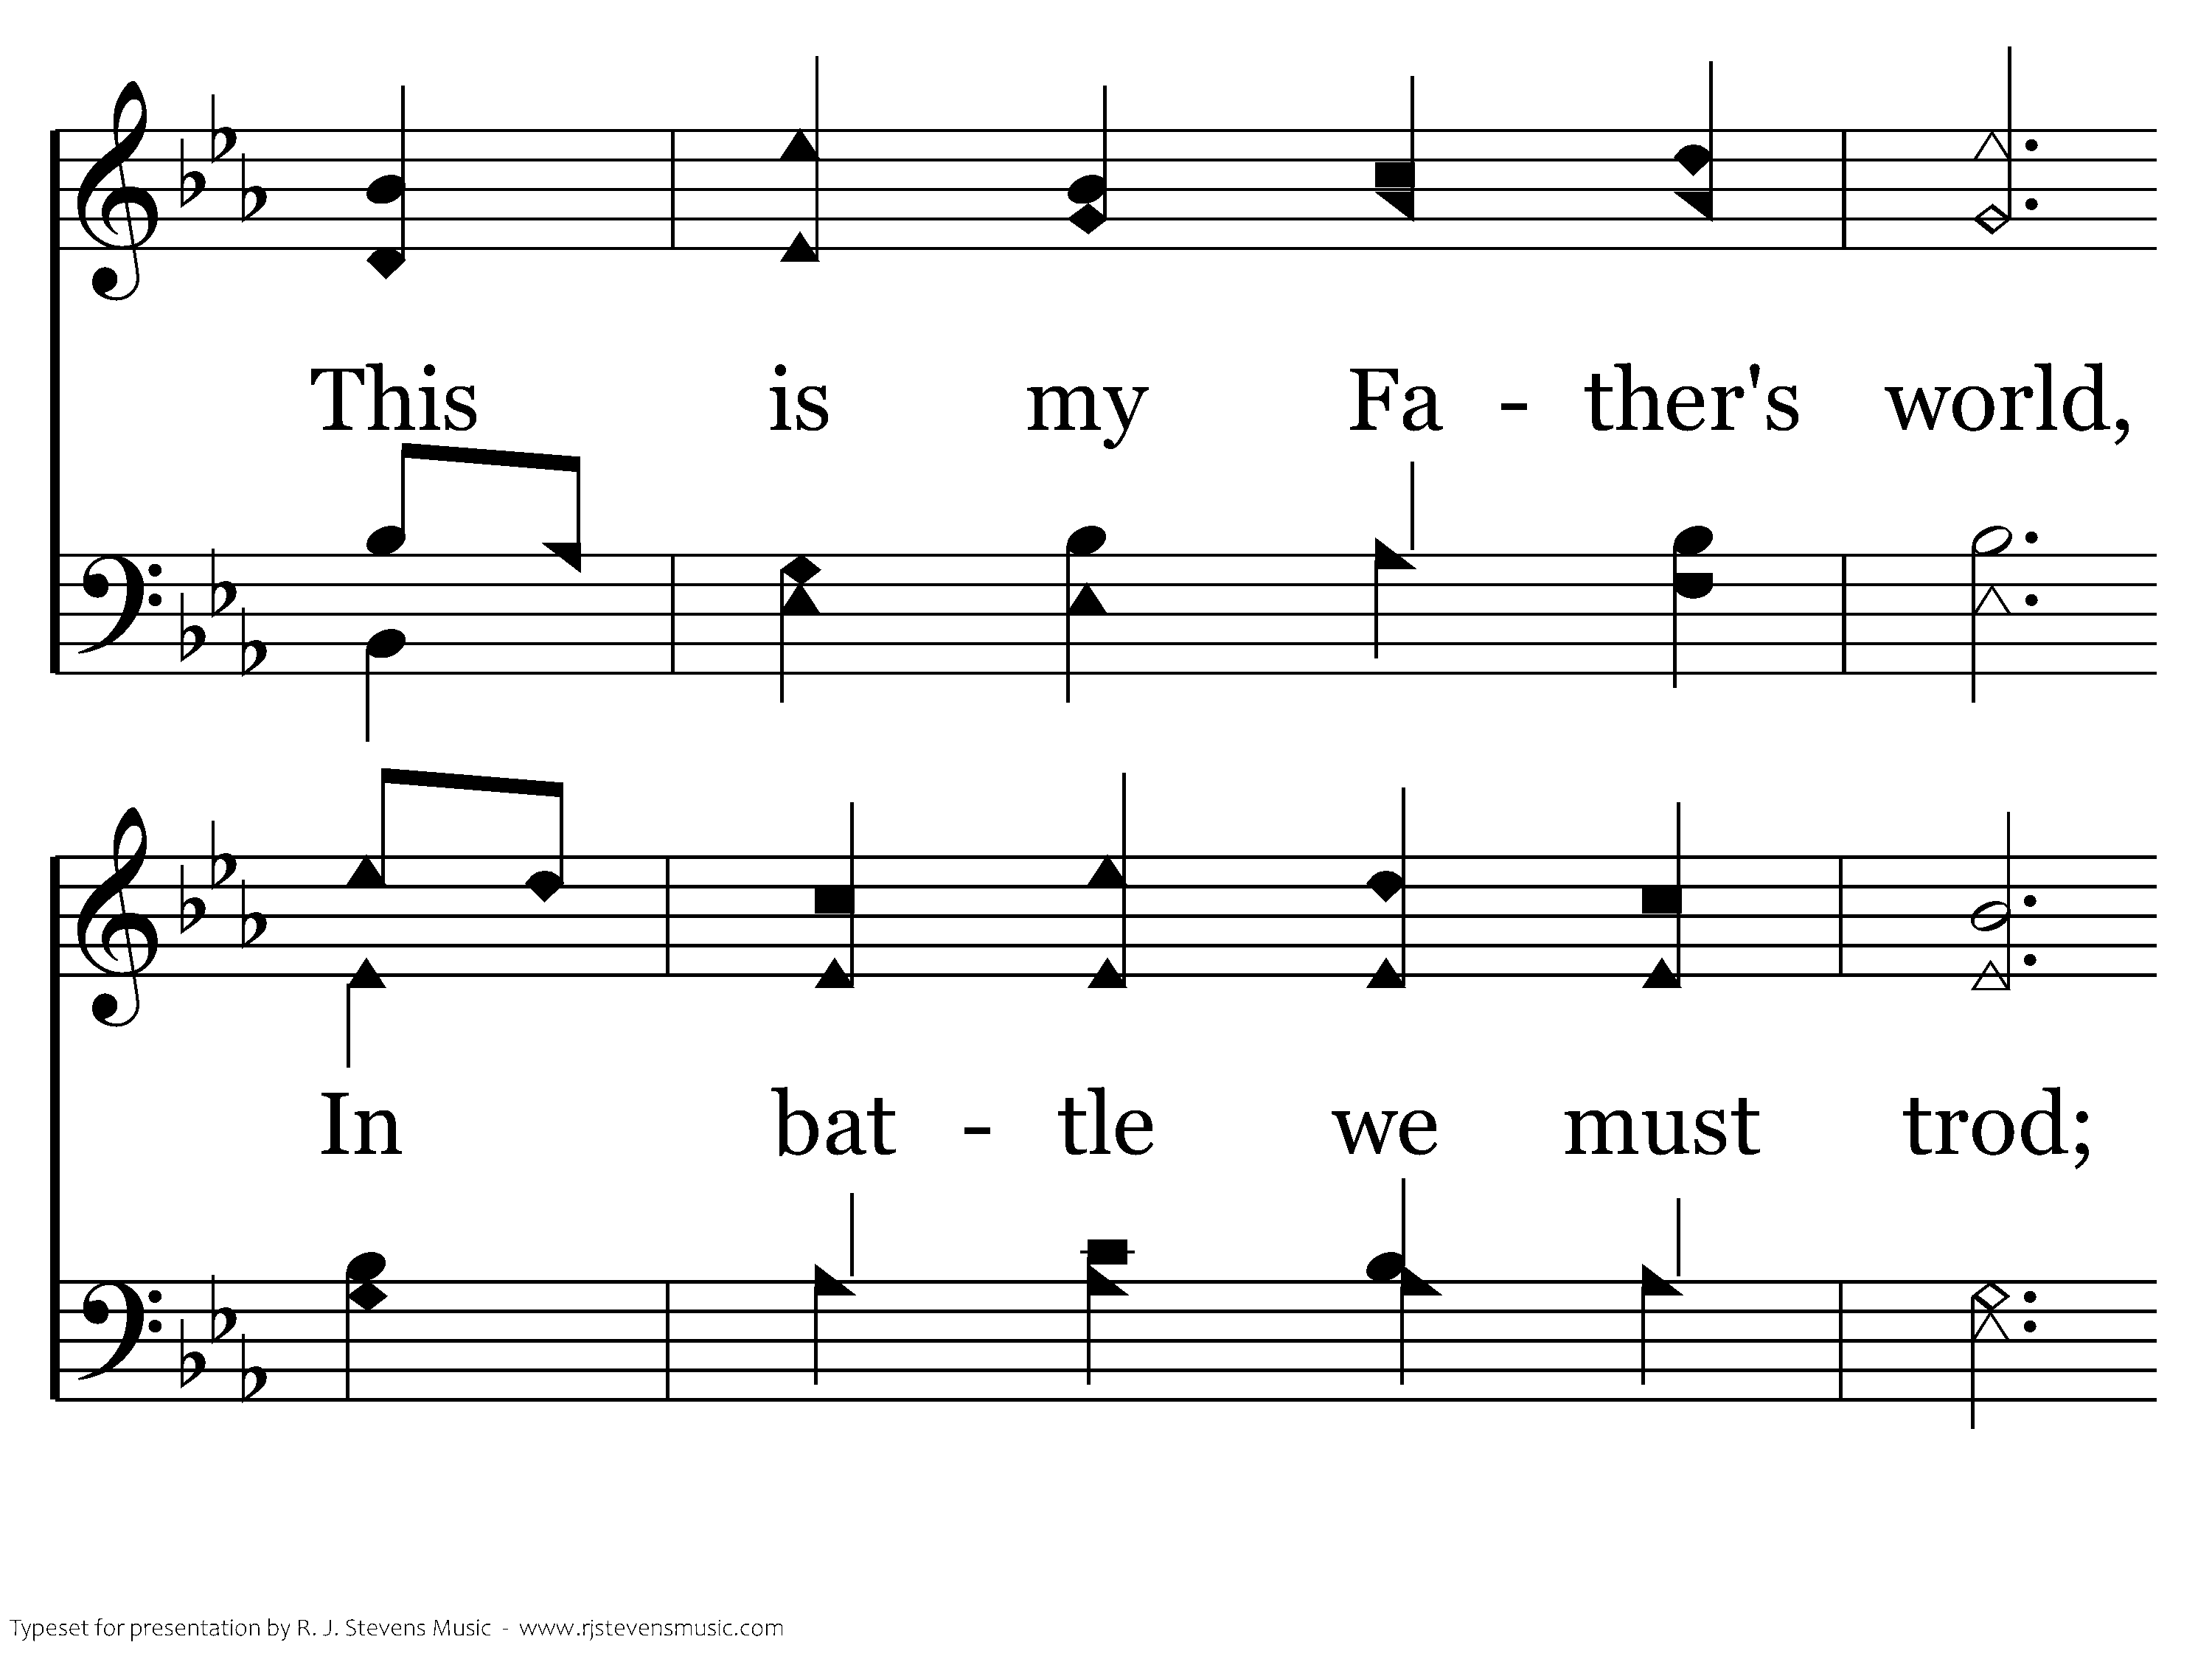 This is my Fa - ther's world,
In bat - tle we must trod;
Typeset for presentation by R. J. Stevens Music - www.rjstevensmusic.com